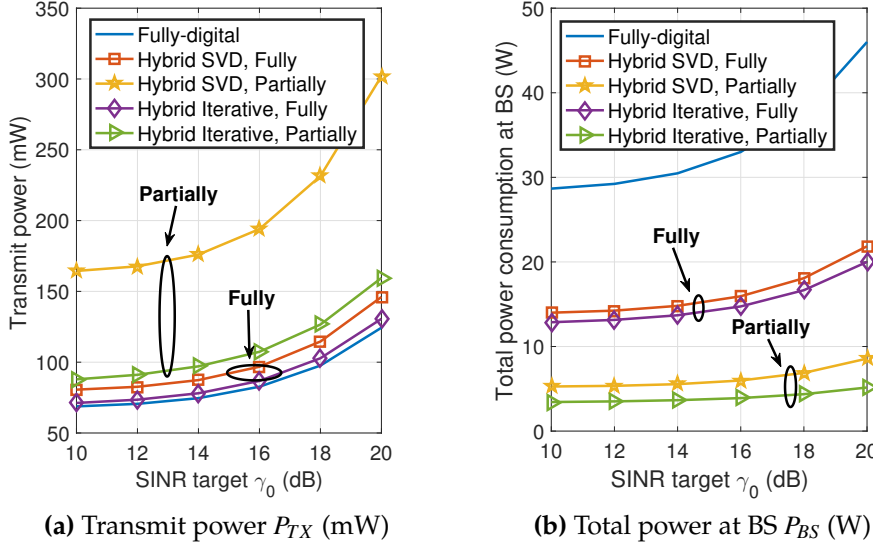 Fully-digital
Hybrid SVD, Fully
Hybrid SVD, Partially
Hybrid Iterative, Fully
Hybrid Iterative, Partially
Partially
Fully
350
300
250
200
150
100
50
10 12 14 16 18 20
Transmit power (mW)
SINR target γ0 (dB)
(a) Transmit power PTX (mW)
Fully-digital
Hybrid SVD, Fully
Hybrid SVD, Partially
Hybrid Iterative, Fully
Hybrid Iterative, Partially
Fully
Partially
50
40
30
20
10
0
10 12 14 16 18 20
Total power consumption at BS (W)
SINR target γ0 (dB)
(b) Total power at BS PBS (W)